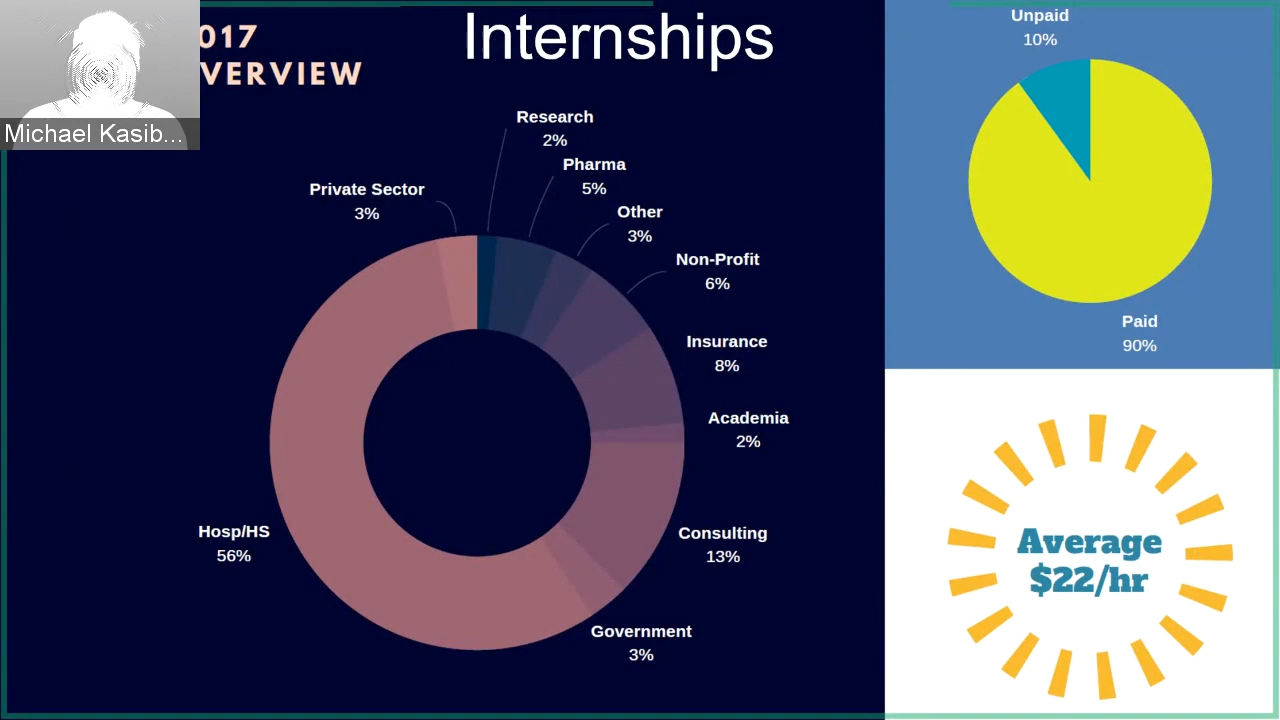 017
VERVIEW
Internships
Michael Kasib...
Research
2%
Pharma
5%
Private Sector
3%
Other
3%
Non-Profit
6%
Insurance
8%
Academia
2%
Consulting
13%
Government
3%
Hosp/HS
56%
Unpaid
10%
Paid
90%
Average
$22/hr